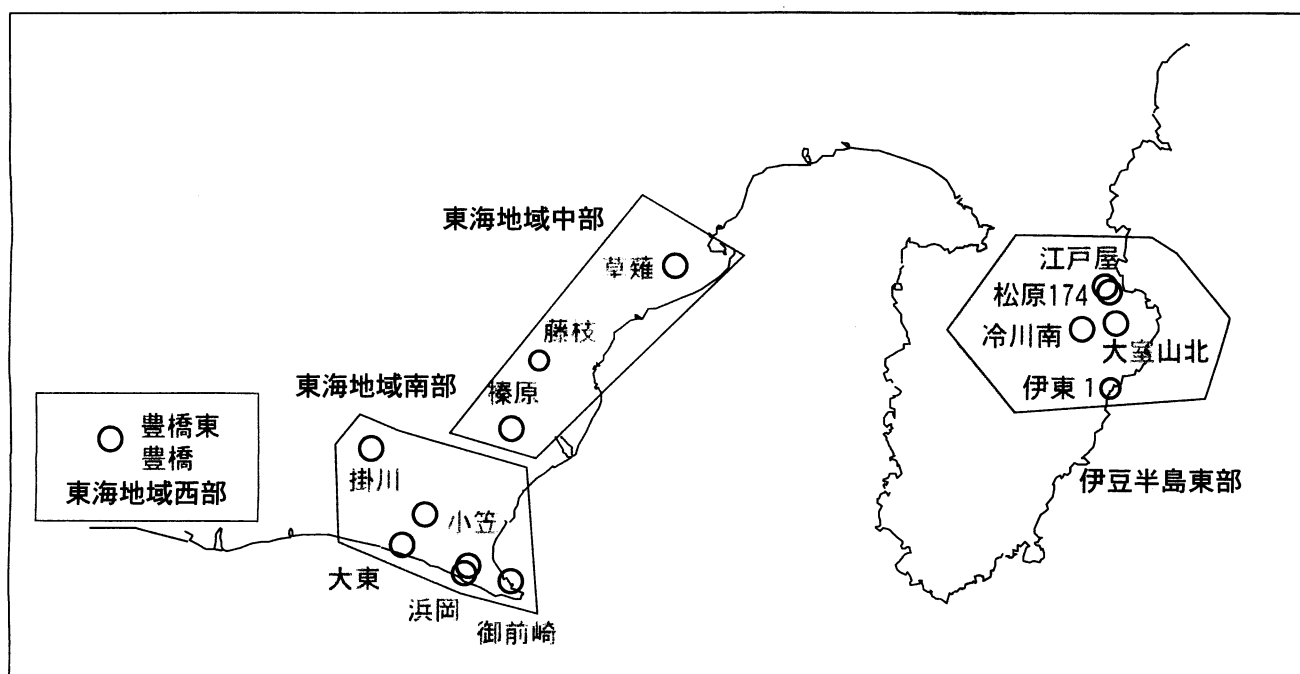 東海地域中部
草薙
藤枝
榛原
東海地域南部
掛川
小笠
大東
浜岡
御前崎
豊橋東
豊橋
東海地域西部
江戸屋
松原174
冷川南
大室山北
伊東1
伊豆半島東部